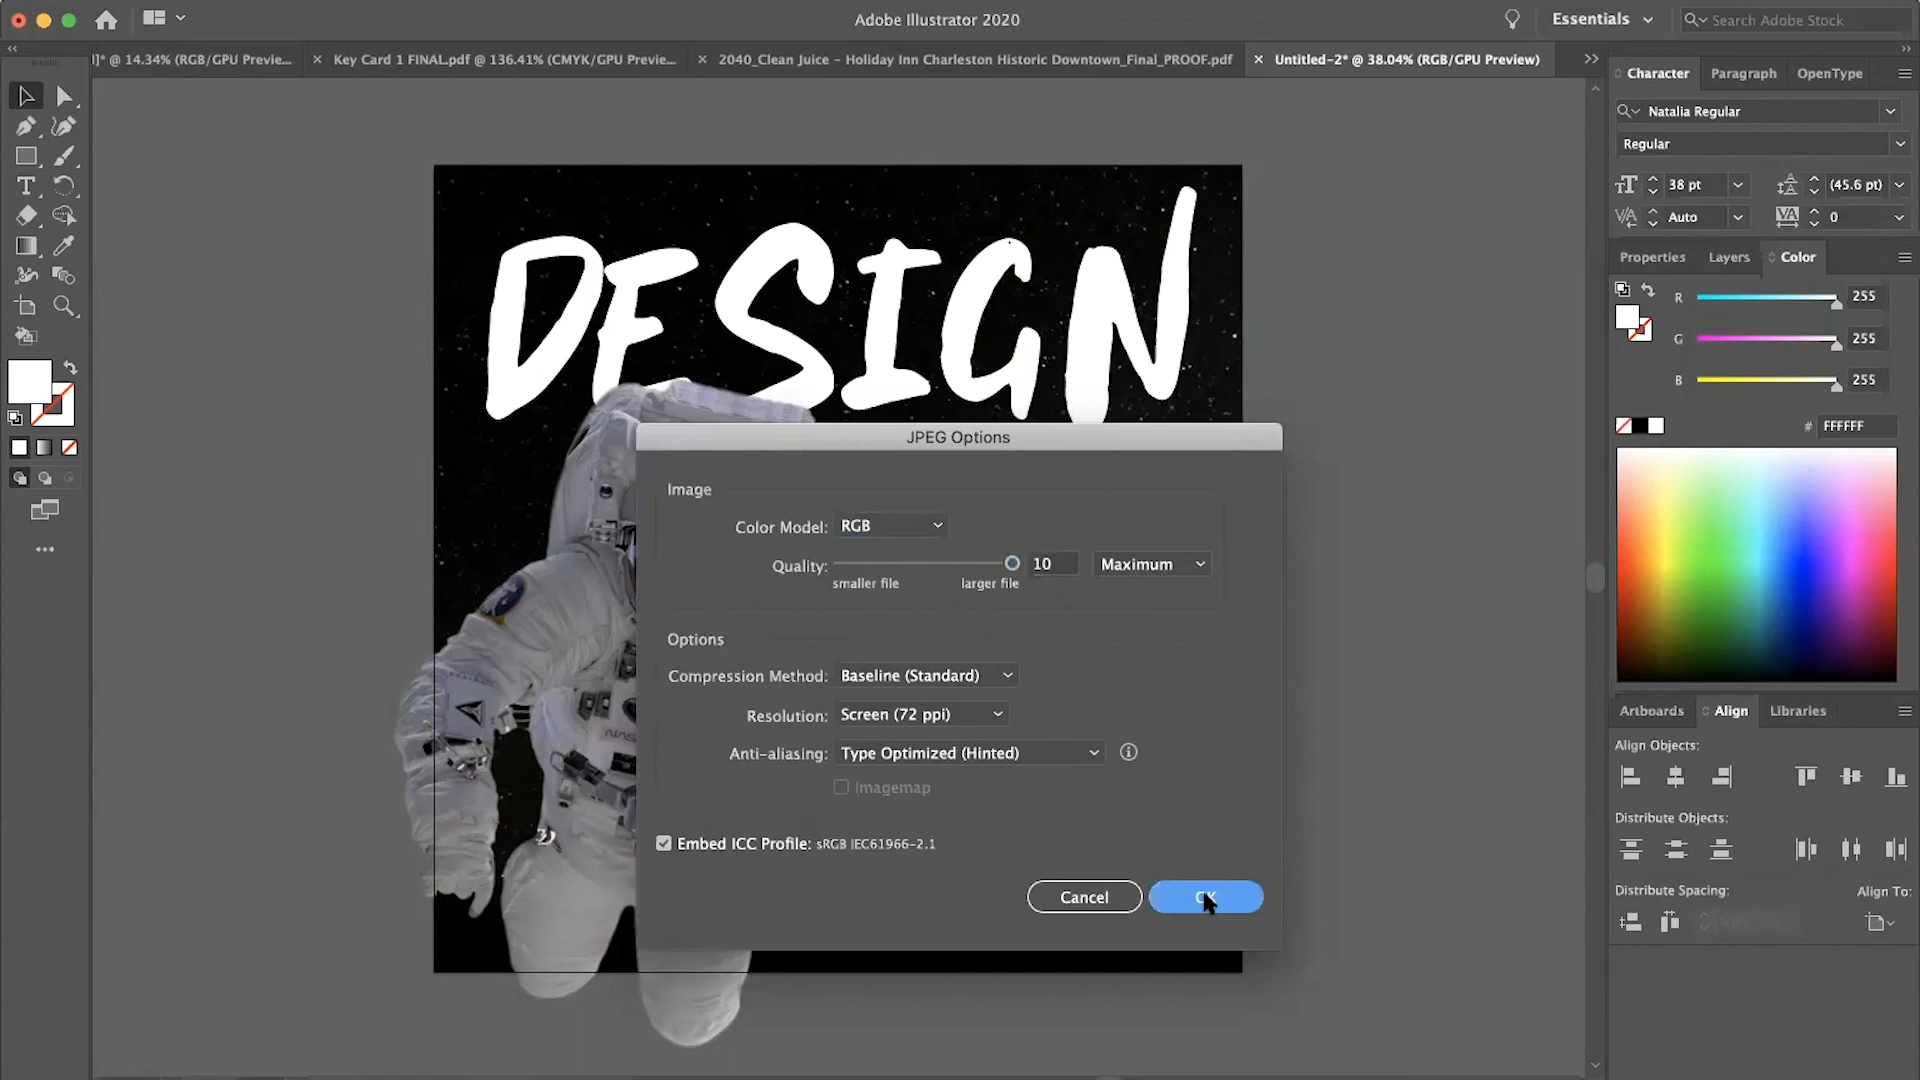 Adobe Illustrator 2020
Essentials
Search Adobe Stock
]* @ 14.34% (RGB/GPU Previe...
Key Card 1 FINAL.pdf @ 136.41% (CMYK/GPU Previe...
2040_Clean Juice - Holiday Inn Charleston Historic Downtown_Final_PROOF.pdf
Untitled-2* @ 38.04% (RGB/GPU Preview)
Character
Paragraph
OpenType
Natalia Regular
Regular
38 pt
(45.6 pt)
Auto
0
Properties
Layers
Color
R
255
G
255
B
255
# FFFFFF
DESIGN
JPEG Options
Image
Color Model: RGB
Quality:
10
Maximum
smaller file
larger file
Options
Compression Method: Baseline (Standard)
Resolution: Screen (72 ppi)
Anti-aliasing: Type Optimized (Hinted)
Imagemap
Embed ICC Profile: sRGB IEC61966-2.1
Cancel
OK
Artboards
Align
Libraries
Align Objects:
Distribute Objects:
Distribute Spacing:
Align To: